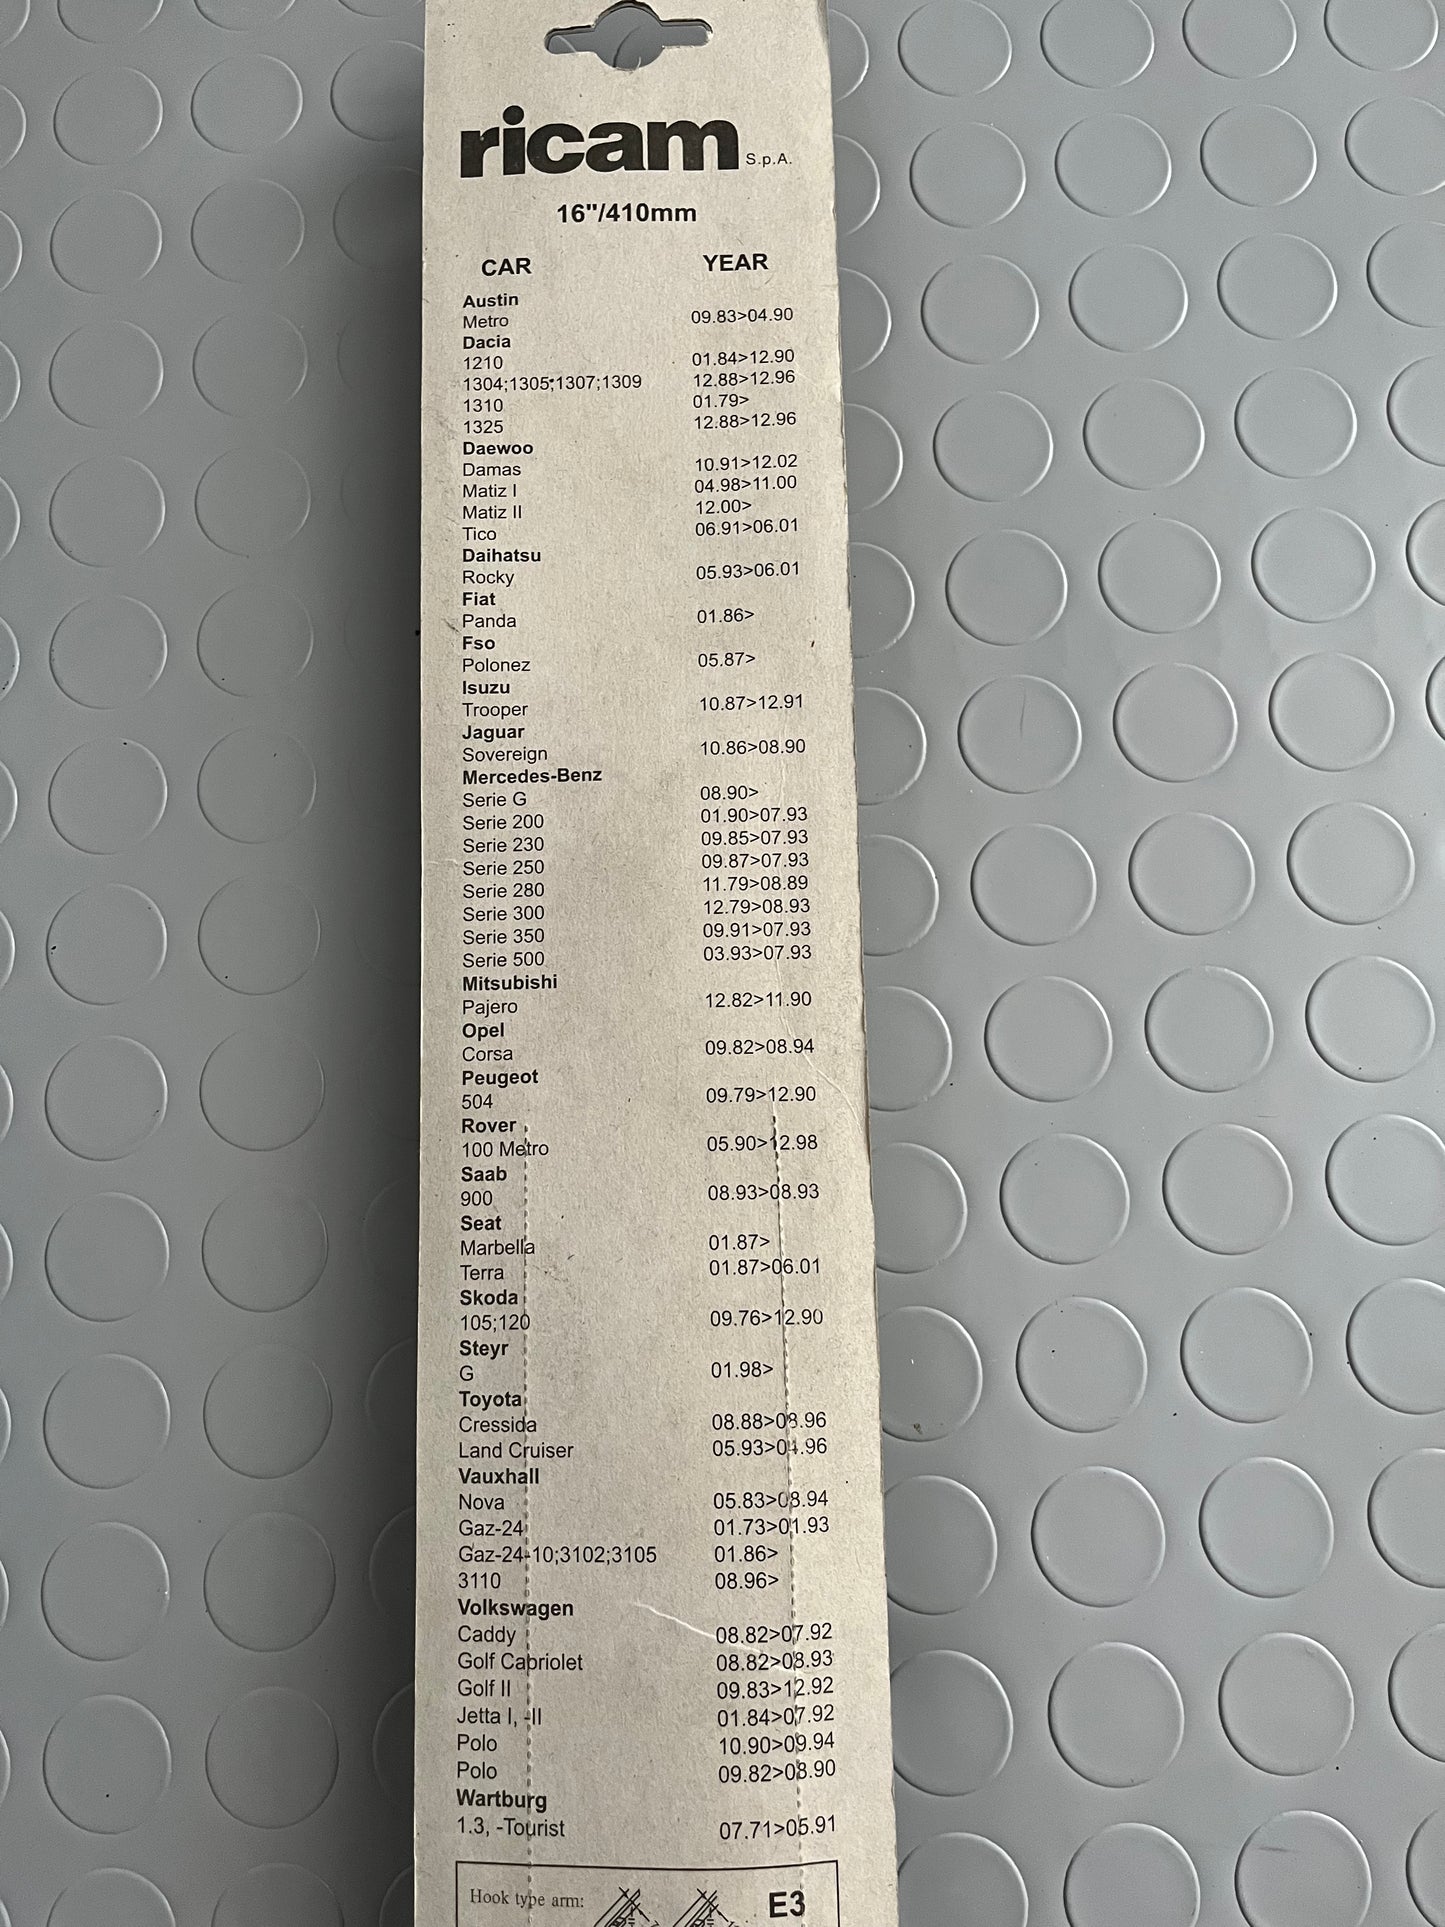 ricam S.p.A.
16"/410mm
CAR YEAR
Austin
Metro 09.83>04.90
Dacia
1210 01.84>12.90
1304;1305;1307;1309 12.88>12.96
1310 01.79>
1325 12.88>12.96
Daewoo
Damas 10.91>12.02
Matiz I 04.98>11.00
Matiz II 12.00>
Tico 06.91>06.01
Daihatsu
Rocky 05.93>06.01
Fiat
Panda 01.86>
Fso
Polonez 05.87>
Isuzu
Trooper 10.87>12.91
Jaguar
Sovereign 10.86>08.90
Mercedes-Benz
Serie G 08.90>
Serie 200 01.90>07.93
Serie 230 09.85>07.93
Serie 250 09.87>07.93
Serie 280 11.79>08.89
Serie 300 12.79>08.93
Serie 350 09.91>07.93
Serie 500 03.93>07.93
Mitsubishi
Pajero 12.82>11.90
Opel
Corsa 09.82>08.94
Peugeot
504 09.79>12.90
Rover
100 Metro 05.90>12.98
Saab
900 08.93>08.93
Seat
Marbella 01.87>
Terra 01.87>06.01
Skoda
105;120 09.76>12.90
Steyr
G 01.98>
Toyota
Cressida 08.88>08.96
Land Cruiser 05.93>04.96
Vauxhall
Nova 05.83>08.94
Gaz-24 01.73>01.93
Gaz-24-10;3102;3105 01.86>
3110 08.96>
Volkswagen
Caddy 08.82>07.92
Golf Cabriolet 08.82>08.93
Golf II 09.83>12.92
Jetta I, -II 01.84>07.92
Polo 10.90>09.94
Polo 09.82>08.90
Wartburg
1.3, -Tourist 07.71>05.91
Hook type arm: E3